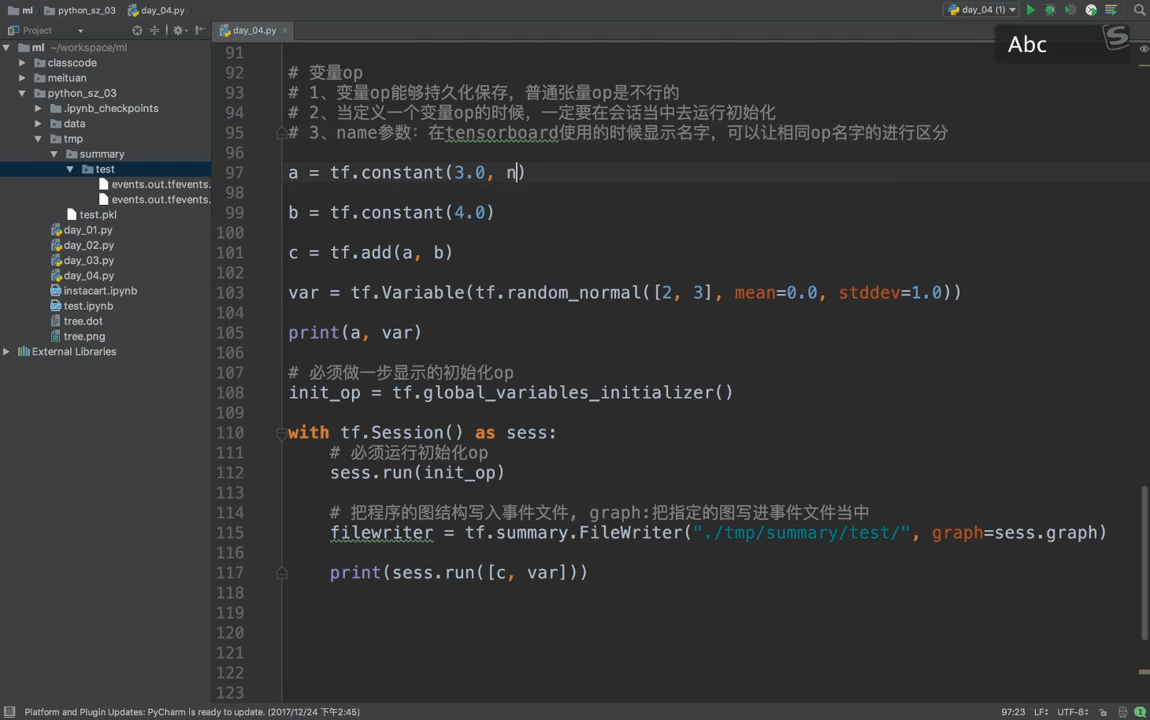 ml
python_sz_03
day_04.py
day_04 (1)
Project
day_04.py
Abc
ml ~/workspace/ml
classcode
meituan
python_sz_03
.ipynb_checkpoints
data
tmp
summary
test
events.out.tfevents.
events.out.tfevents.
test.pkl
day_01.py
day_02.py
day_03.py
day_04.py
instacart.ipynb
test.ipynb
tree.dot
tree.png
External Libraries
91
92 # 变量op
93 # 1、变量op能够持久化保存，普通张量op是不行的
94 # 2、当定义一个变量op的时候，一定要在会话当中去运行初始化
95 # 3、name参数：在tensorboard使用的时候显示名字，可以让相同op名字的进行区分
96
97 a = tf.constant(3.0, n)
98
99 b = tf.constant(4.0)
100
101 c = tf.add(a, b)
102
103 var = tf.Variable(tf.random_normal([2, 3], mean=0.0, stddev=1.0))
104
105 print(a, var)
106
107 # 必须做一步显示的初始化op
108 init_op = tf.global_variables_initializer()
109
110 with tf.Session() as sess:
111 # 必须运行初始化op
112 sess.run(init_op)
113
114 # 把程序的图结构写入事件文件, graph:把指定的图写进事件文件当中
115 filewriter = tf.summary.FileWriter("./tmp/summary/test/", graph=sess.graph)
116
117 print(sess.run([c, var]))
118
119
120
121
122
123
Platform and Plugin Updates: PyCharm is ready to update. (2017/12/24 下午2:45)
97:23 LF÷ UTF-8÷
1